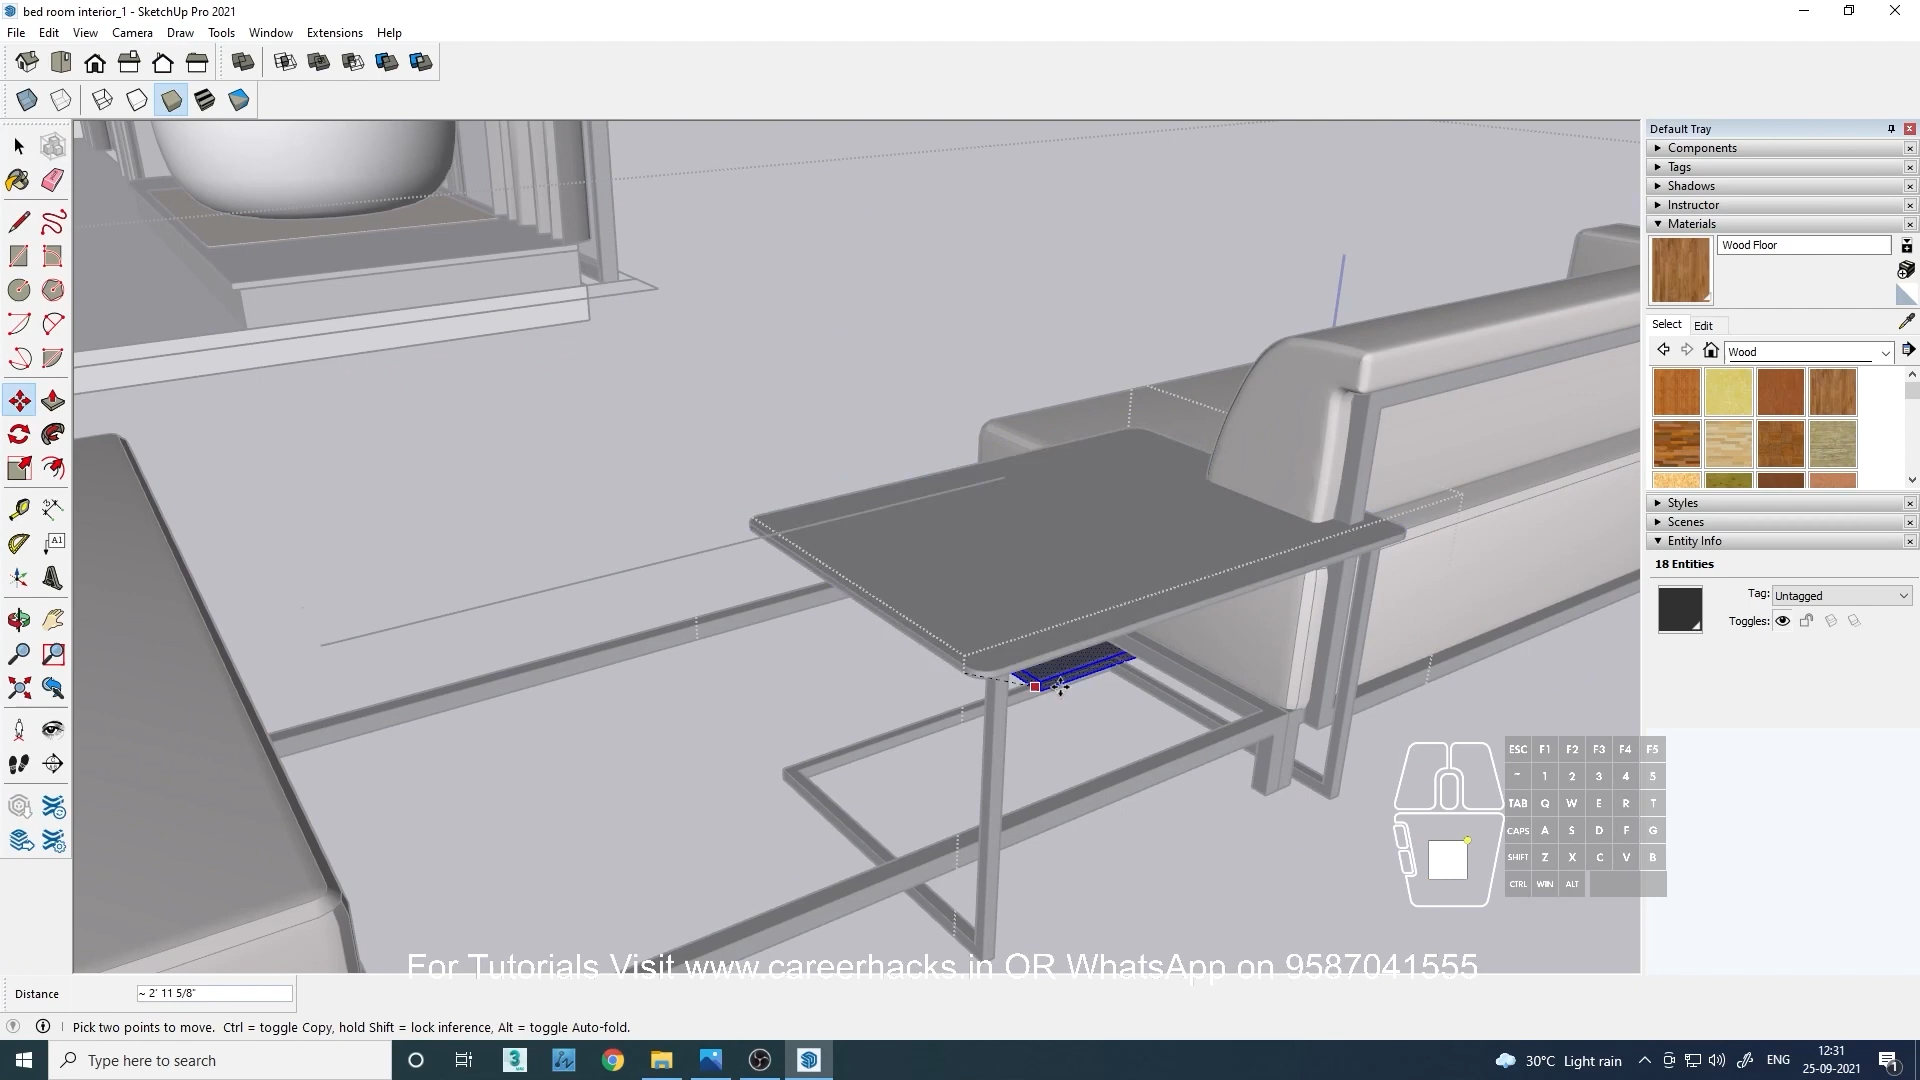 bed room interior_1 - SketchUp Pro 2021
File Edit View Camera Draw Tools Window Extensions Help
Default Tray
Components
Tags
Shadows
Instructor
Materials
Wood Floor
Select Edit
Wood
Styles
Scenes
Entity Info
18 Entities
Tag: Untagged
Toggles:
A1
ESC F1 F2 F3 F4 F5
~ 1 2 3 4 5
TAB Q W E R T
CAPS A S D F G
SHIFT Z X C V B
CTRL WIN ALT
For Tutorials Visit www.careerhacks.in OR WhatsApp on 9587041555
Distance ~ 2' 11 5/8"
Pick two points to move. Ctrl = toggle Copy, hold Shift = lock inference, Alt = toggle Auto-fold.
Type here to search
3
30°C Light rain
ENG
12:31
25-09-2021
1